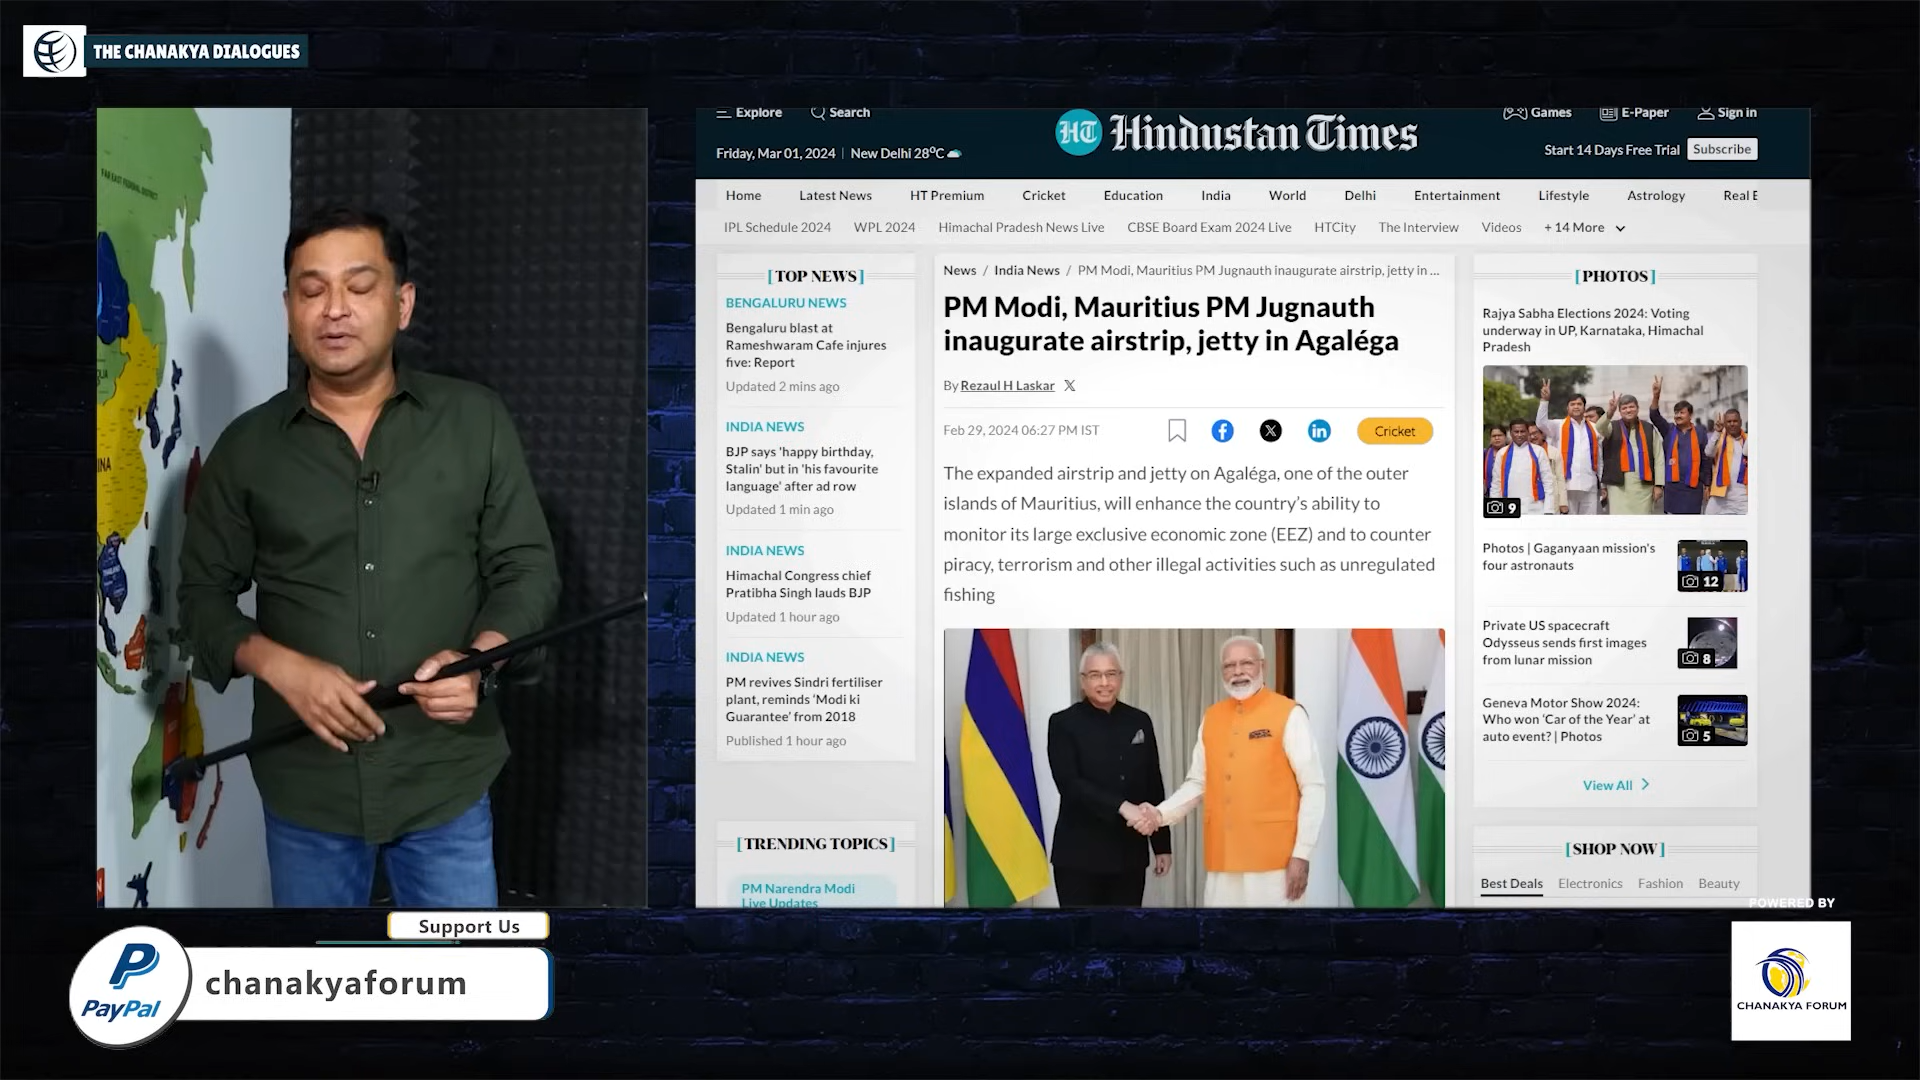 THE CHANAKYA DIALOGUES
FAR EAST FEDERAL DISTRICT
THAILAND
Explore
Search
HT Hindustan Times
Games
E-Paper
Sign in
Friday, Mar 01, 2024 | New Delhi 28°C
Start 14 Days Free Trial
Subscribe
Home Latest News HT Premium Cricket Education India World Delhi Entertainment Lifestyle Astrology Real E
IPL Schedule 2024 WPL 2024 Himachal Pradesh News Live CBSE Board Exam 2024 Live HTCity The Interview Videos + 14 More
[TOP NEWS]
BENGALURU NEWS
Bengaluru blast at
Rameshwaram Cafe injures
five: Report
Updated 2 mins ago
INDIA NEWS
BJP says 'happy birthday,
Stalin' but in 'his favourite
language' after ad row
Updated 1 min ago
INDIA NEWS
Himachal Congress chief
Pratibha Singh lauds BJP
Updated 1 hour ago
INDIA NEWS
PM revives Sindri fertiliser
plant, reminds ‘Modi ki
Guarantee’ from 2018
Published 1 hour ago
[TRENDING TOPICS]
PM Narendra Modi
Live Updates
News / India News / PM Modi, Mauritius PM Jugnauth inaugurate airstrip, jetty in ...
PM Modi, Mauritius PM Jugnauth
inaugurate airstrip, jetty in Agaléga
By Rezaul H Laskar X
Feb 29, 2024 06:27 PM IST
Cricket
The expanded airstrip and jetty on Agaléga, one of the outer
islands of Mauritius, will enhance the country’s ability to
monitor its large exclusive economic zone (EEZ) and to counter
piracy, terrorism and other illegal activities such as unregulated
fishing
[PHOTOS]
Rajya Sabha Elections 2024: Voting
underway in UP, Karnataka, Himachal
Pradesh
9
Photos | Gaganyaan mission's
four astronauts
12
Private US spacecraft
Odysseus sends first images
from lunar mission
8
Geneva Motor Show 2024:
Who won ‘Car of the Year’ at
auto event? | Photos
5
View All
[SHOP NOW]
Best Deals Electronics Fashion Beauty
Support Us
PayPal
chanakyaforum
POWERED BY
CHANAKYA FORUM